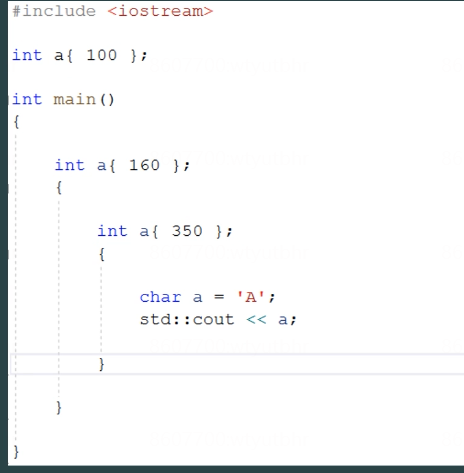 #include <iostream>
int a{ 100 };
int main()
{
int a{ 160 };
{
int a{ 350 };
{
char a = 'A';
std::cout << a;
}
}
}